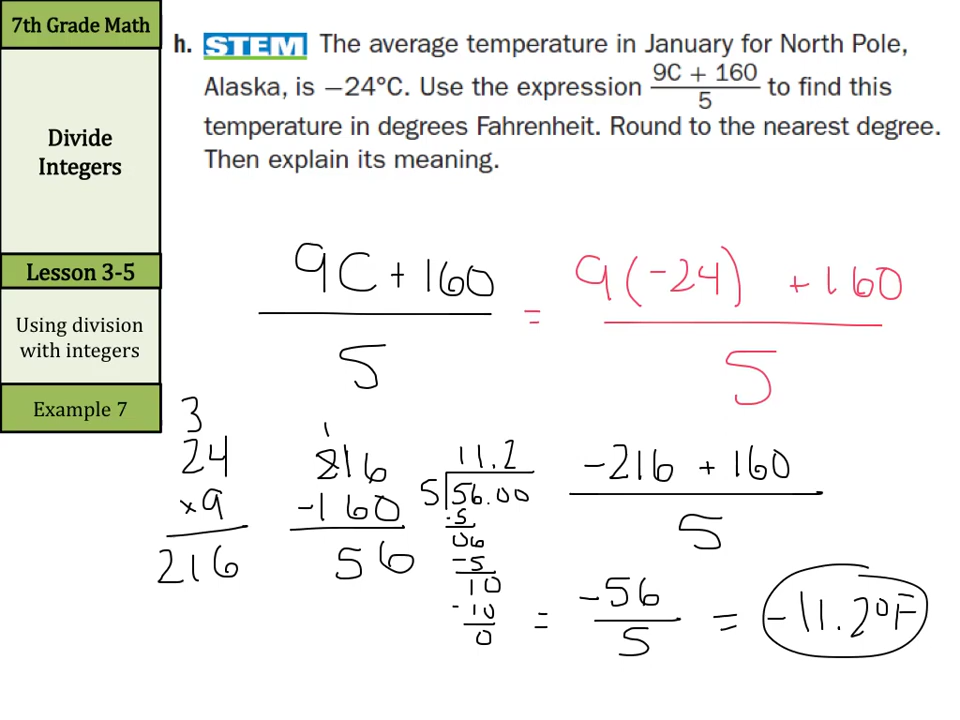 7th Grade Math
Divide
Integers
Lesson 3-5
Using division
with integers
Example 7
h. STEM The average temperature in January for North Pole,
Alaska, is −24°C. Use the expression (9C + 160)/5 to find this
temperature in degrees Fahrenheit. Round to the nearest degree.
Then explain its meaning.
9C + 160
5
=
9(-24) + 160
5
3
24
×9
216
1
216
-160
56
11.2
5 56.00
-5
06
-5
10
-10
0
-216 + 160
5
= -56
5
= -11.2°F